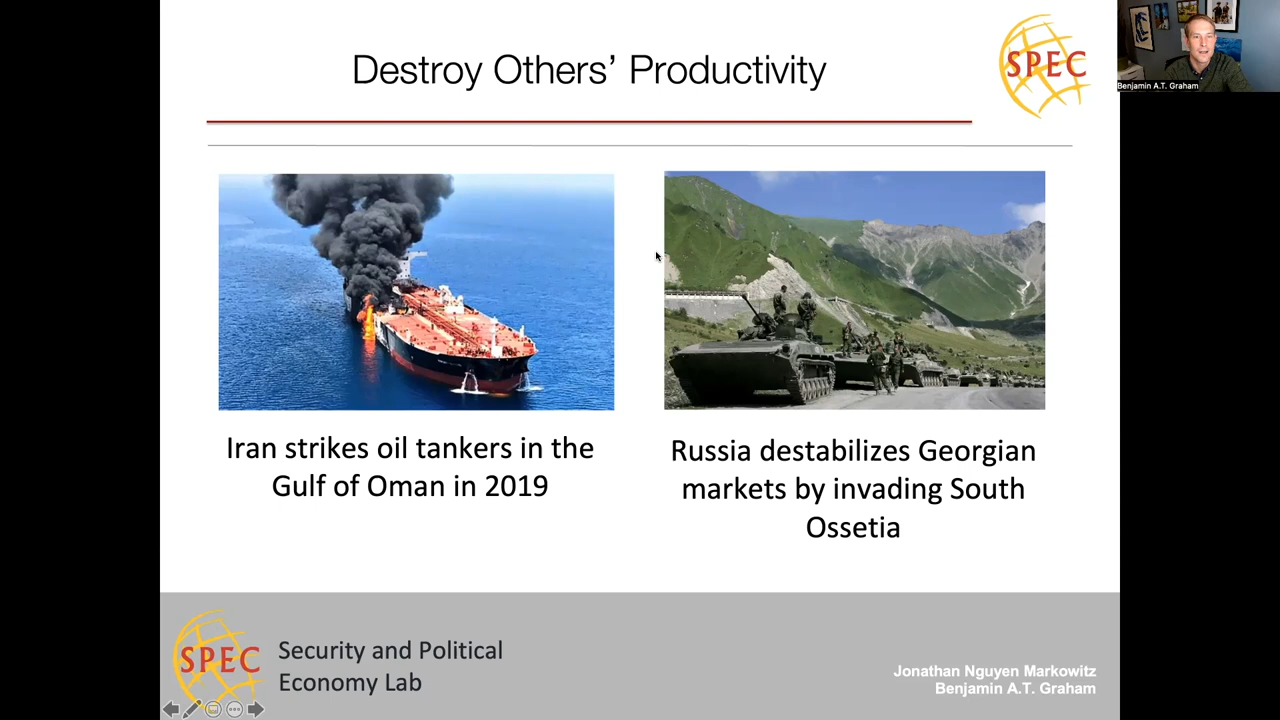 Destroy Others' Productivity
SPEC
Benjamin A.T. Graham
Iran strikes oil tankers in the
Gulf of Oman in 2019
Russia destabilizes Georgian
markets by invading South
Ossetia
SPEC
Security and Political
Economy Lab
Jonathan Nguyen Markowitz
Benjamin A.T. Graham